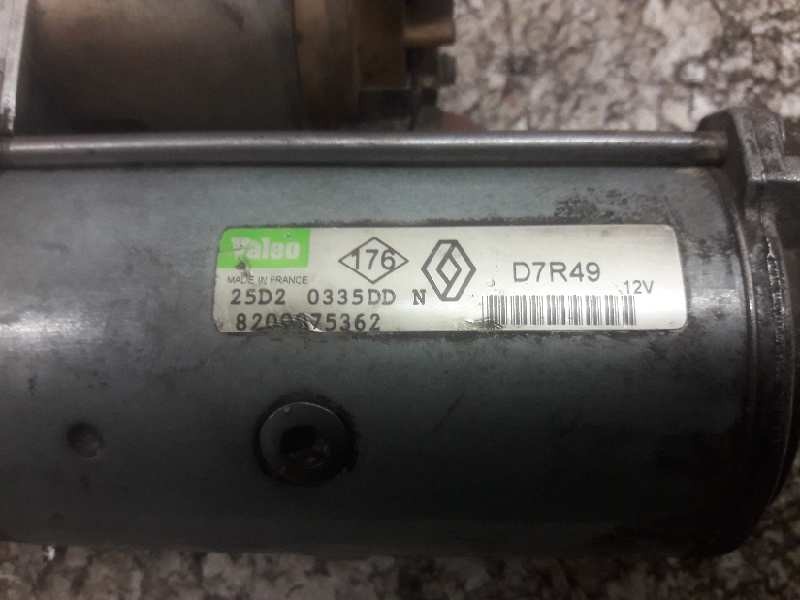 Valeo
176
MADE IN FRANCE
D7R49
12V
25D2 0335DD N